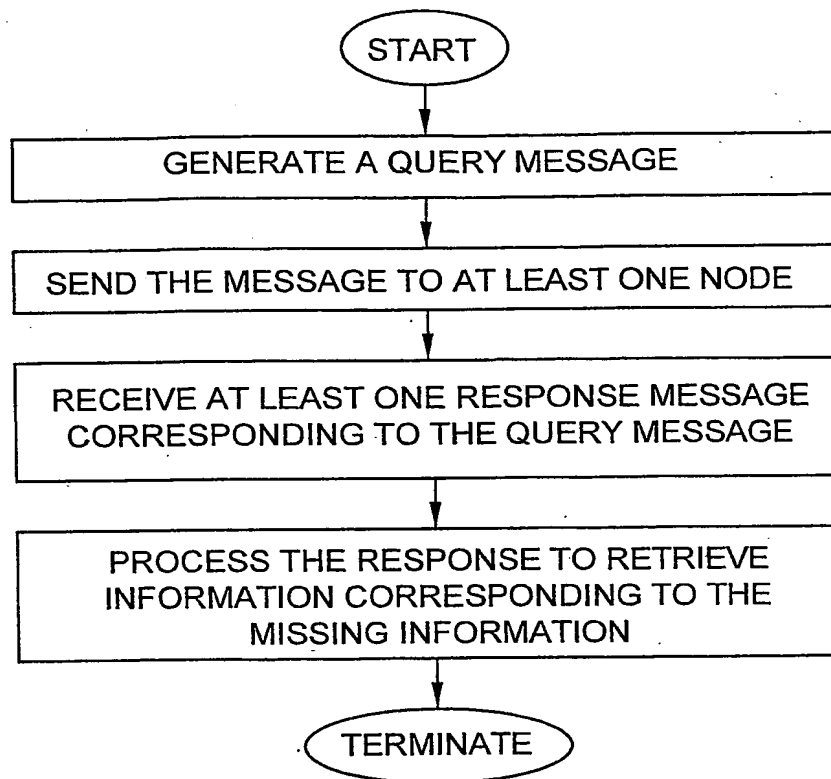 START
GENERATE A QUERY MESSAGE
SEND THE MESSAGE TO AT LEAST ONE NODE
RECEIVE AT LEAST ONE RESPONSE MESSAGE
CORRESPONDING TO THE QUERY MESSAGE
PROCESS THE RESPONSE TO RETRIEVE
INFORMATION CORRESPONDING TO THE
MISSING INFORMATION
TERMINATE